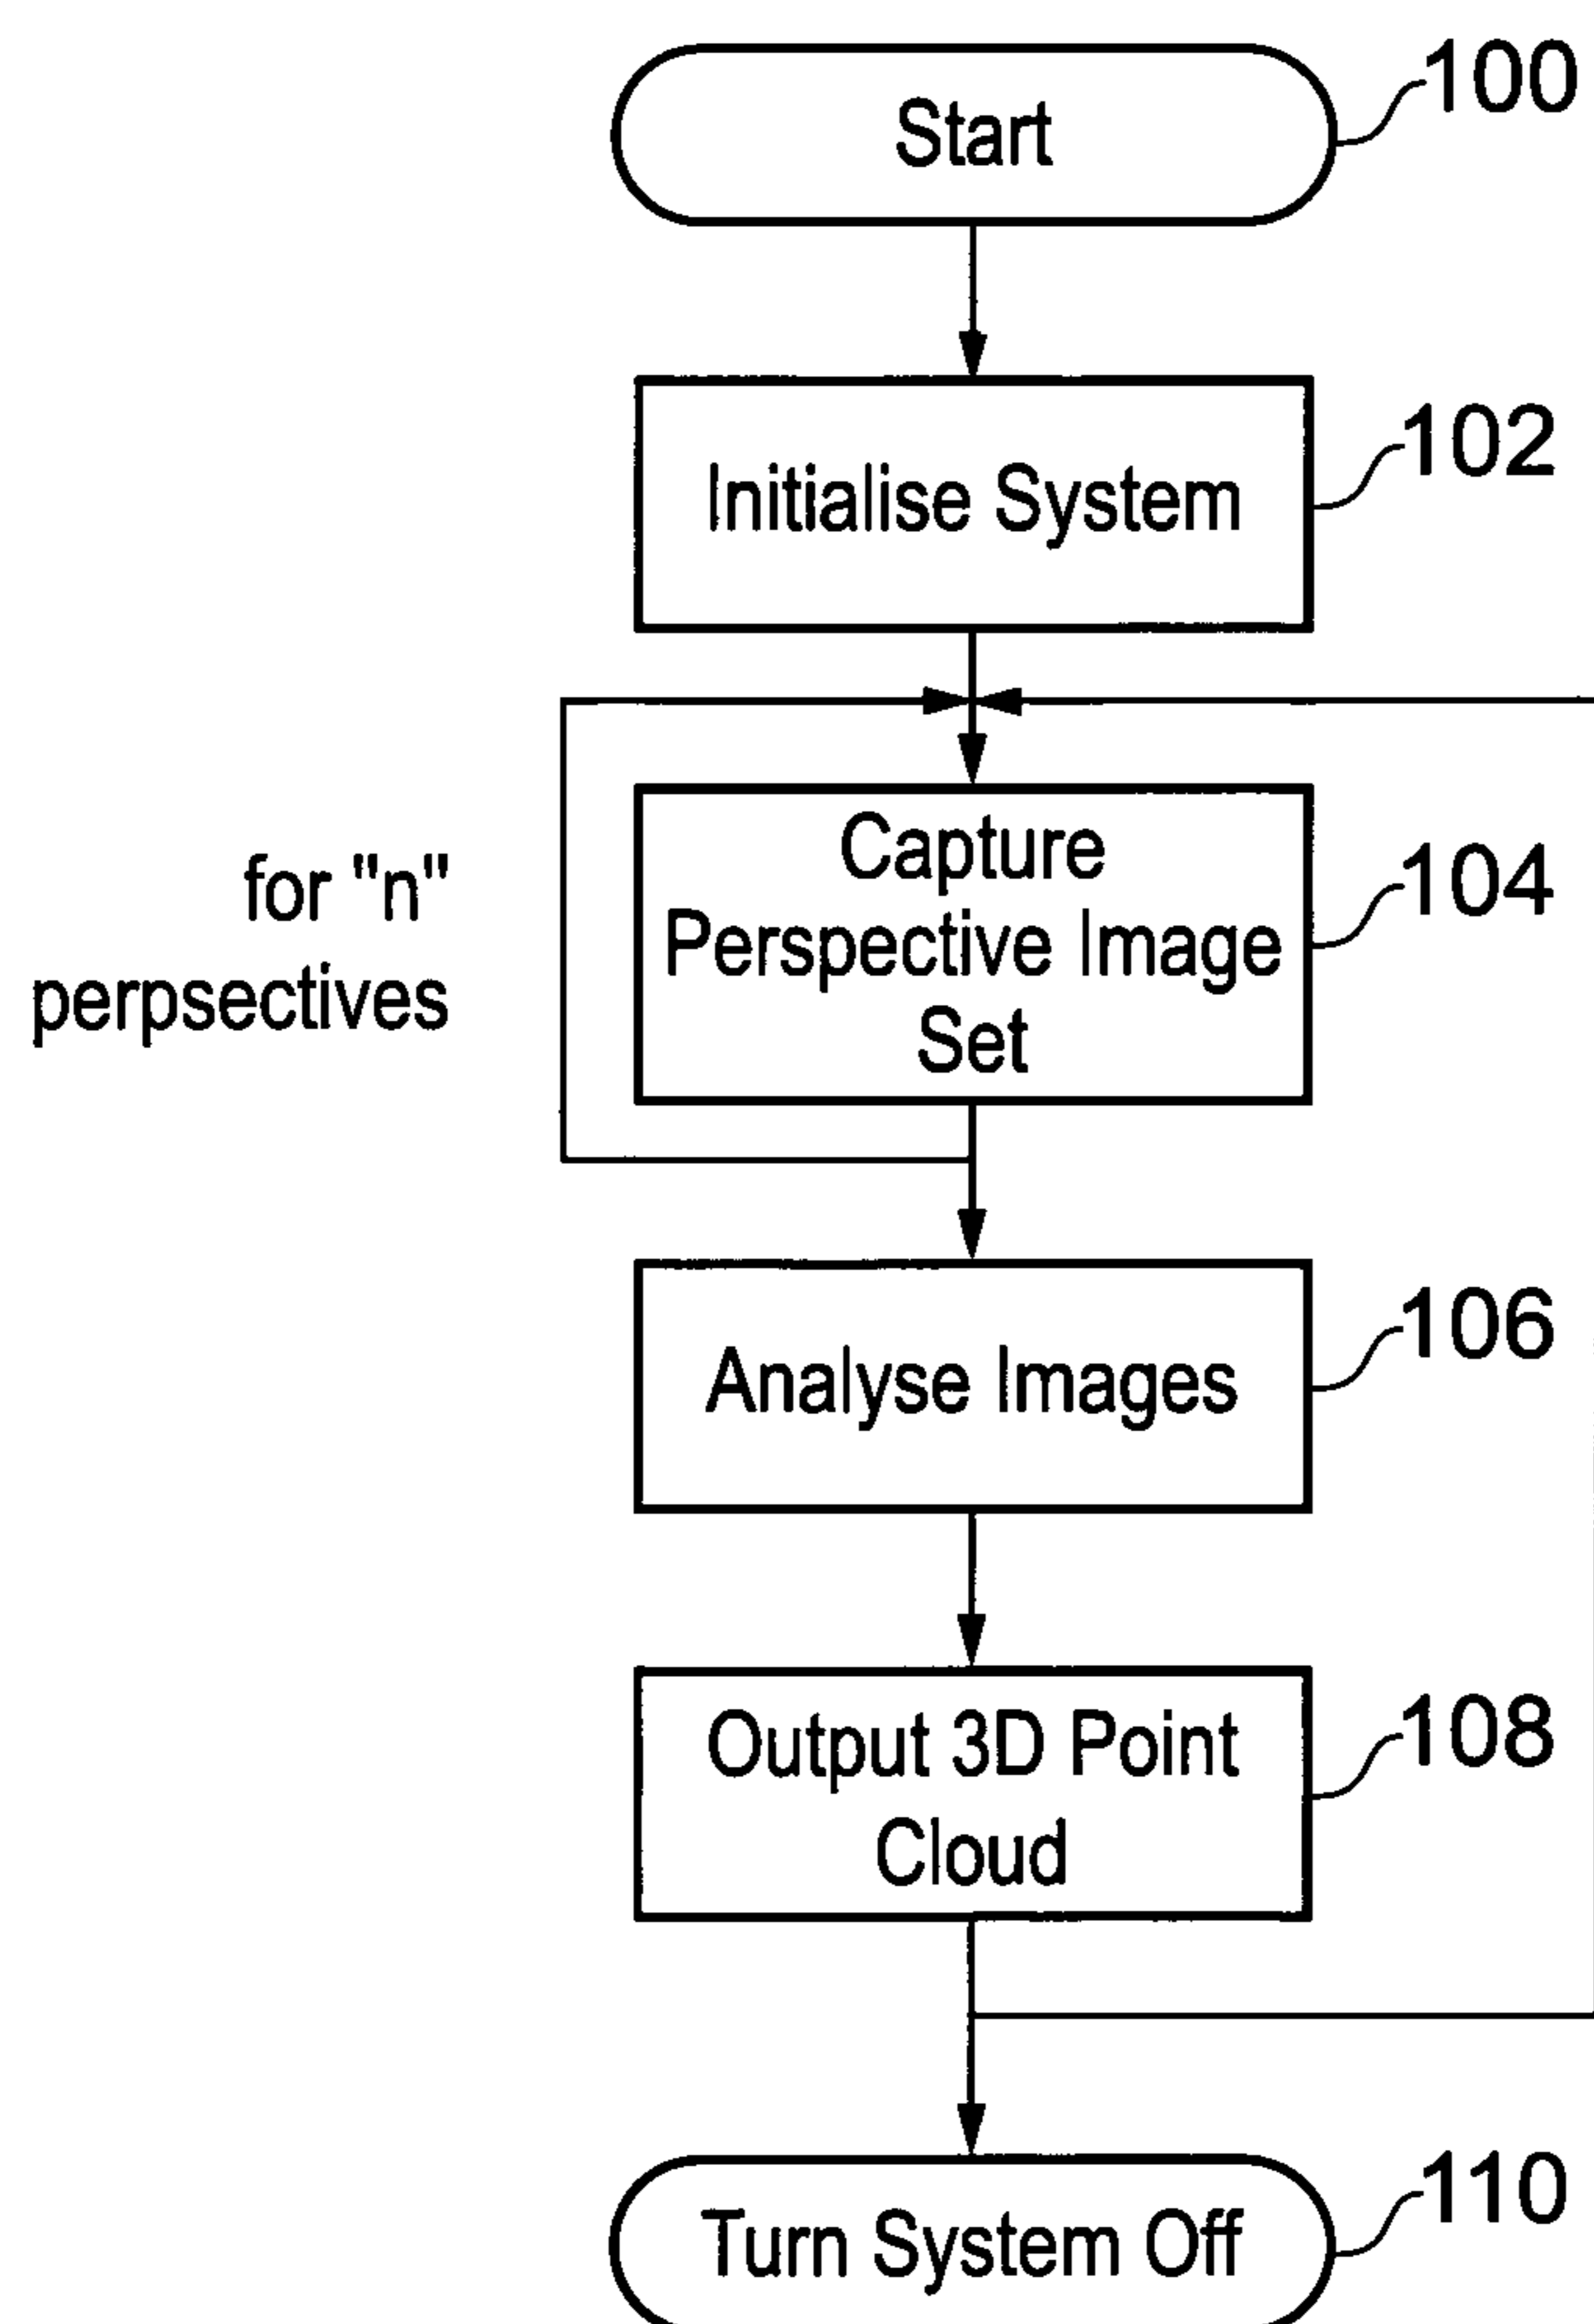 Start
100
Initialise System
102
Capture
Perspective Image
Set
104
for "n"
perpsectives
Analyse Images
106
Output 3D Point
Cloud
108
Turn System Off
110